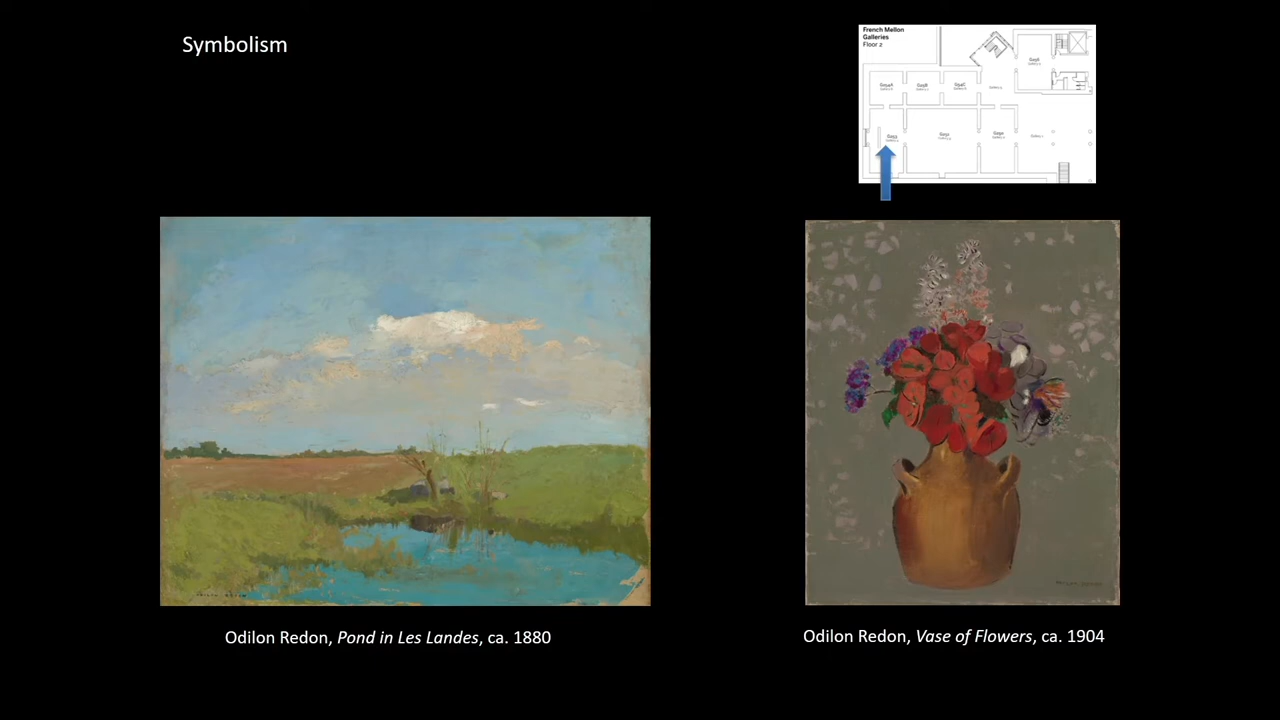 Symbolism
French Mellon
Galleries
Floor 2
Odilon Redon, Pond in Les Landes, ca. 1880
Odilon Redon, Vase of Flowers, ca. 1904